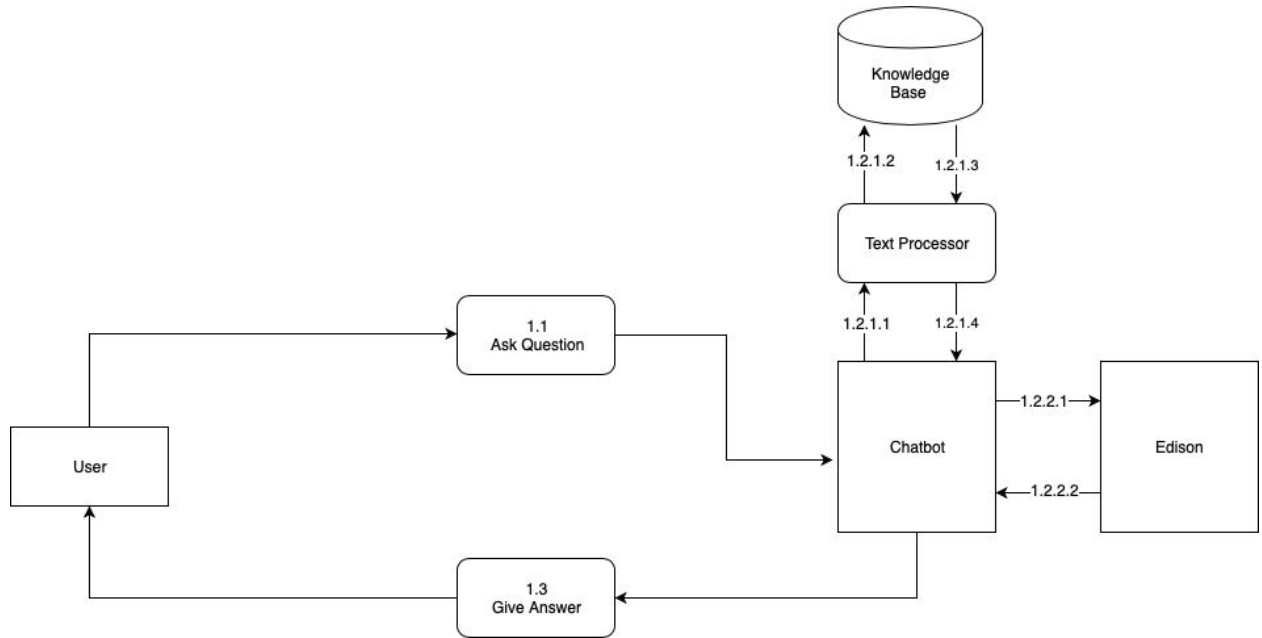 Knowledge
Base
1.2.1.2
1.2.1.3
Text Processor
1.2.1.1
1.2.1.4
1.1
Ask Question
Chatbot
1.2.2.1
Edison
User
1.2.2.2
1.3
Give Answer